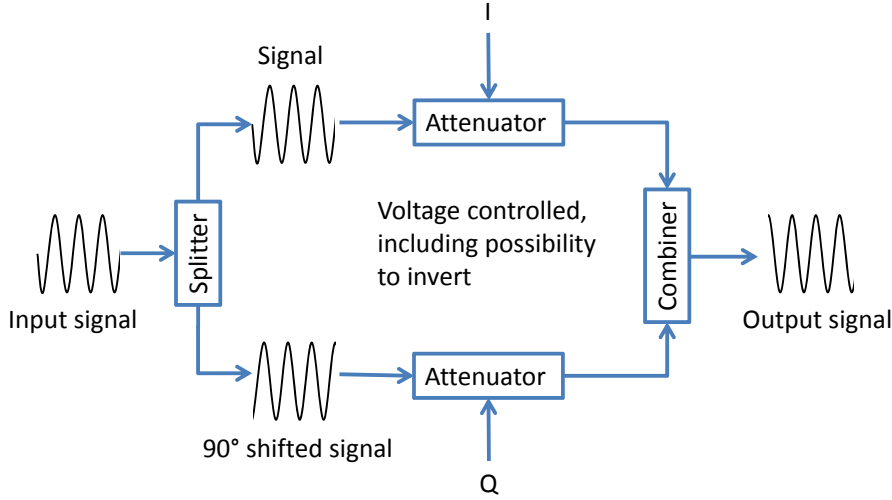 I
Signal
Attenuator
Splitter
Voltage controlled,
including possibility
to invert
Combiner
Input signal
Output signal
Attenuator
90° shifted signal
Q